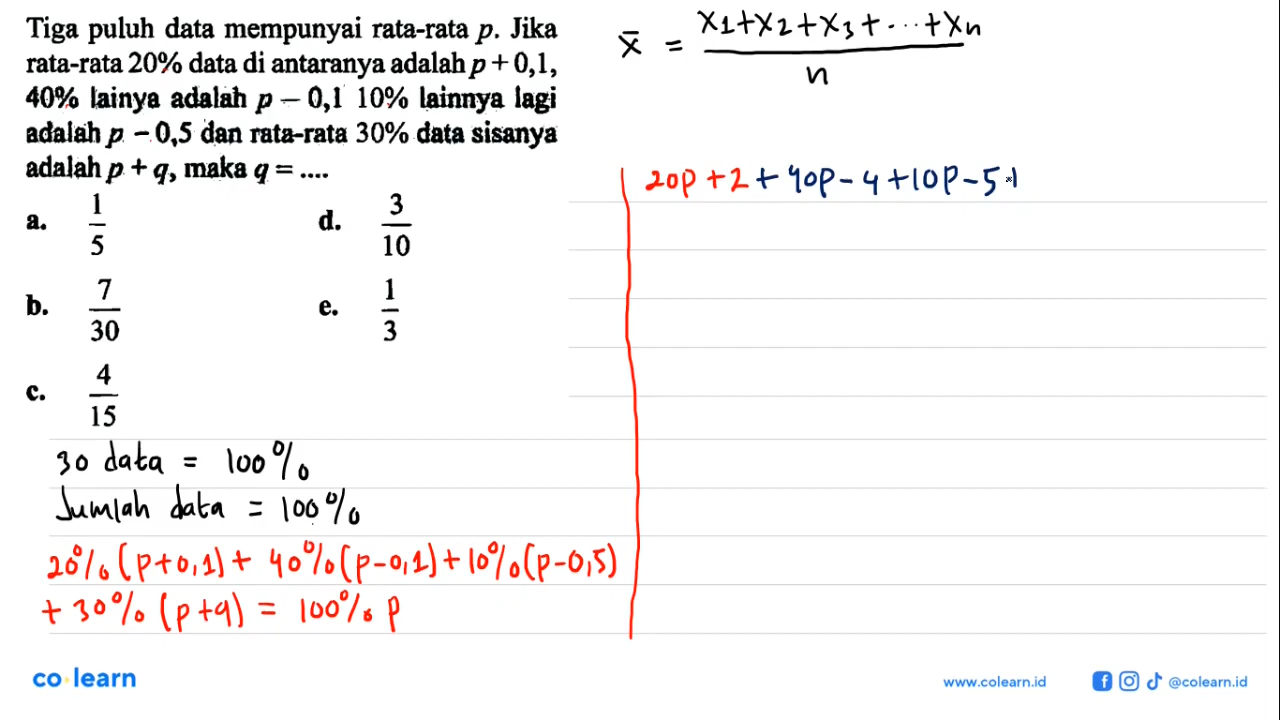 Tiga puluh data mempunyai rata-rata p. Jika
rata-rata 20% data di antaranya adalah p + 0,1,
40% lainya adalah p – 0,1 10% lainnya lagi
adalah p – 0,5 dan rata-rata 30% data sisanya
adalah p + q, maka q = ....
a. 1/5
d. 3/10
b. 7/30
e. 1/3
c. 4/15
30 data = 100%
Jumlah data = 100%
20% (p+0,1) + 40% (p-0,1) + 10% (p-0,5)
+ 30% (p+q) = 100% p
x̄ = (x1+x2+x3+...+xn)/n
20p + 2 + 40p - 4 + 10p - 5 +
co learn
www.colearn.id
@colearn.id